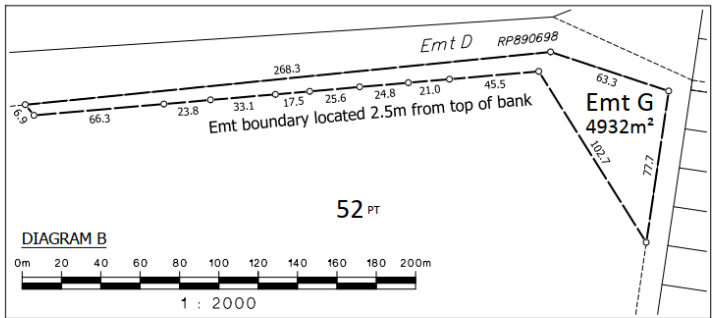 Emt D RP890698
268.3
63.3
6.9
66.3
23.8
33.1
17.5
25.6
24.8
21.0
45.5
Emt G
4932m²
Emt boundary located 2.5m from top of bank
102.7
77.7
52 PT
DIAGRAM B
0m 20 40 60 80 100 120 140 160 180 200m
1 : 2000